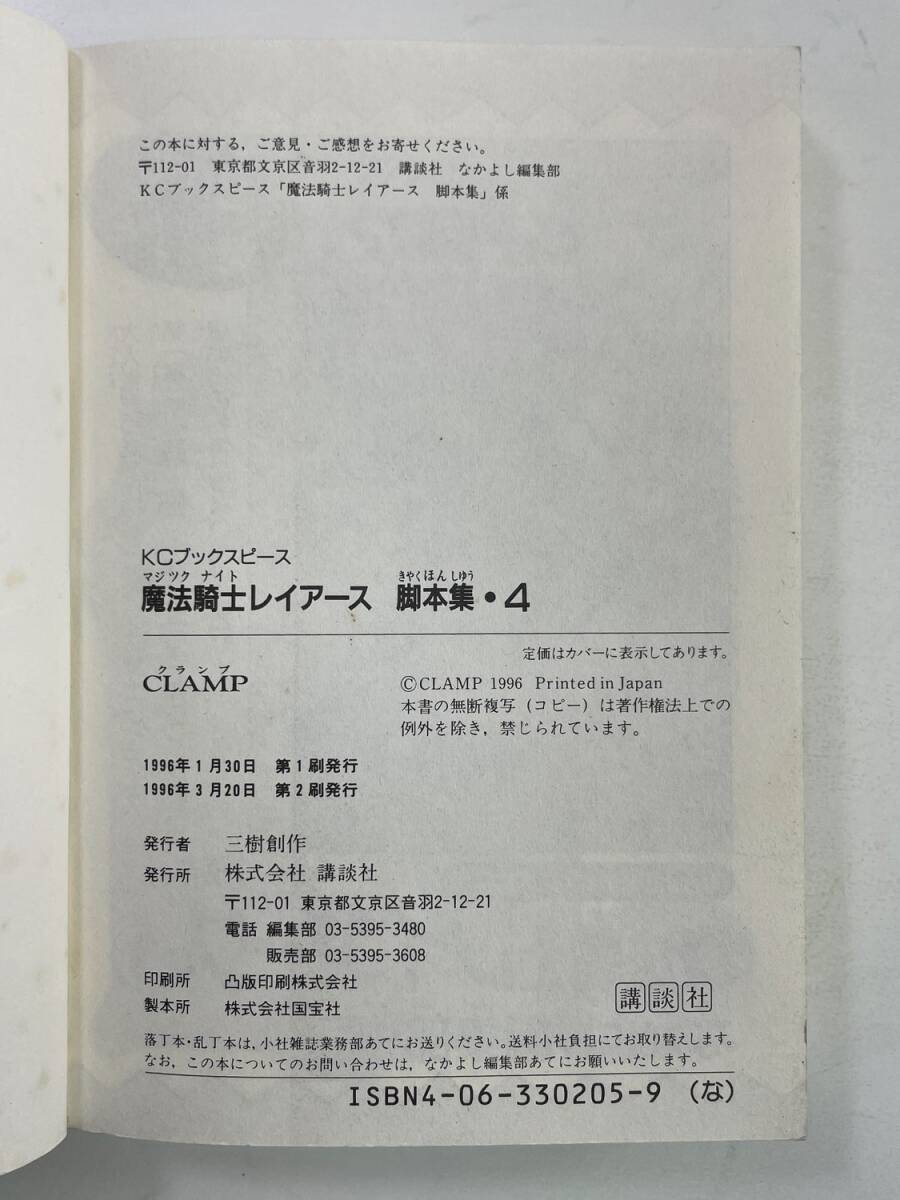 この本に対する,ご意見・ご感想をお寄せください。
〒112-01 東京都文京区音羽2-12-21 講談社 なかよし編集部
KCブックスピース「魔法騎士レイアース 脚本集」係
KCブックスピース
マジツク ナイト きやくほん しゆう
魔法騎士レイアース 脚本集・4
定価はカバーに表示してあります。
クランプ
CLAMP
©CLAMP 1996 Printed in Japan
本書の無断複写(コピー)は著作権法上での
例外を除き,禁じられています。
1996年1月30日 第1刷発行
1996年3月20日 第2刷発行
発行者 三樹創作
発行所 株式会社 講談社
〒112-01 東京都文京区音羽2-12-21
電話 編集部 03-5395-3480
販売部 03-5395-3608
印刷所 凸版印刷株式会社
製本所 株式会社国宝社
講談社
落丁本・乱丁本は,小社雑誌業務部あてにお送りください。送料小社負担にてお取り替えします。
なお,この本についてのお問い合わせは,なかよし編集部あてにお願いいたします。
ISBN4-06-330205-9 (な)